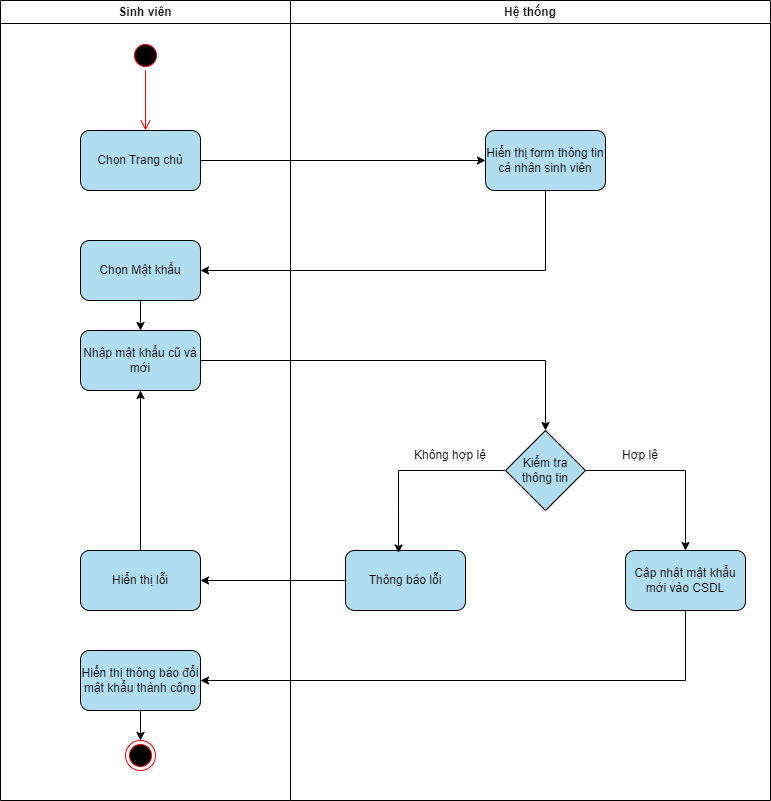 Sinh viên
Hệ thống
Chọn Trang chủ
Hiển thị form thông tin
cá nhân sinh viên
Chọn Mật khẩu
Nhập mật khẩu cũ và
mới
Không hợp lệ
Kiểm tra
thông tin
Hợp lệ
Hiển thị lỗi
Thông báo lỗi
Cập nhật mật khẩu
mới vào CSDL
Hiển thị thông báo đổi
mật khẩu thành công